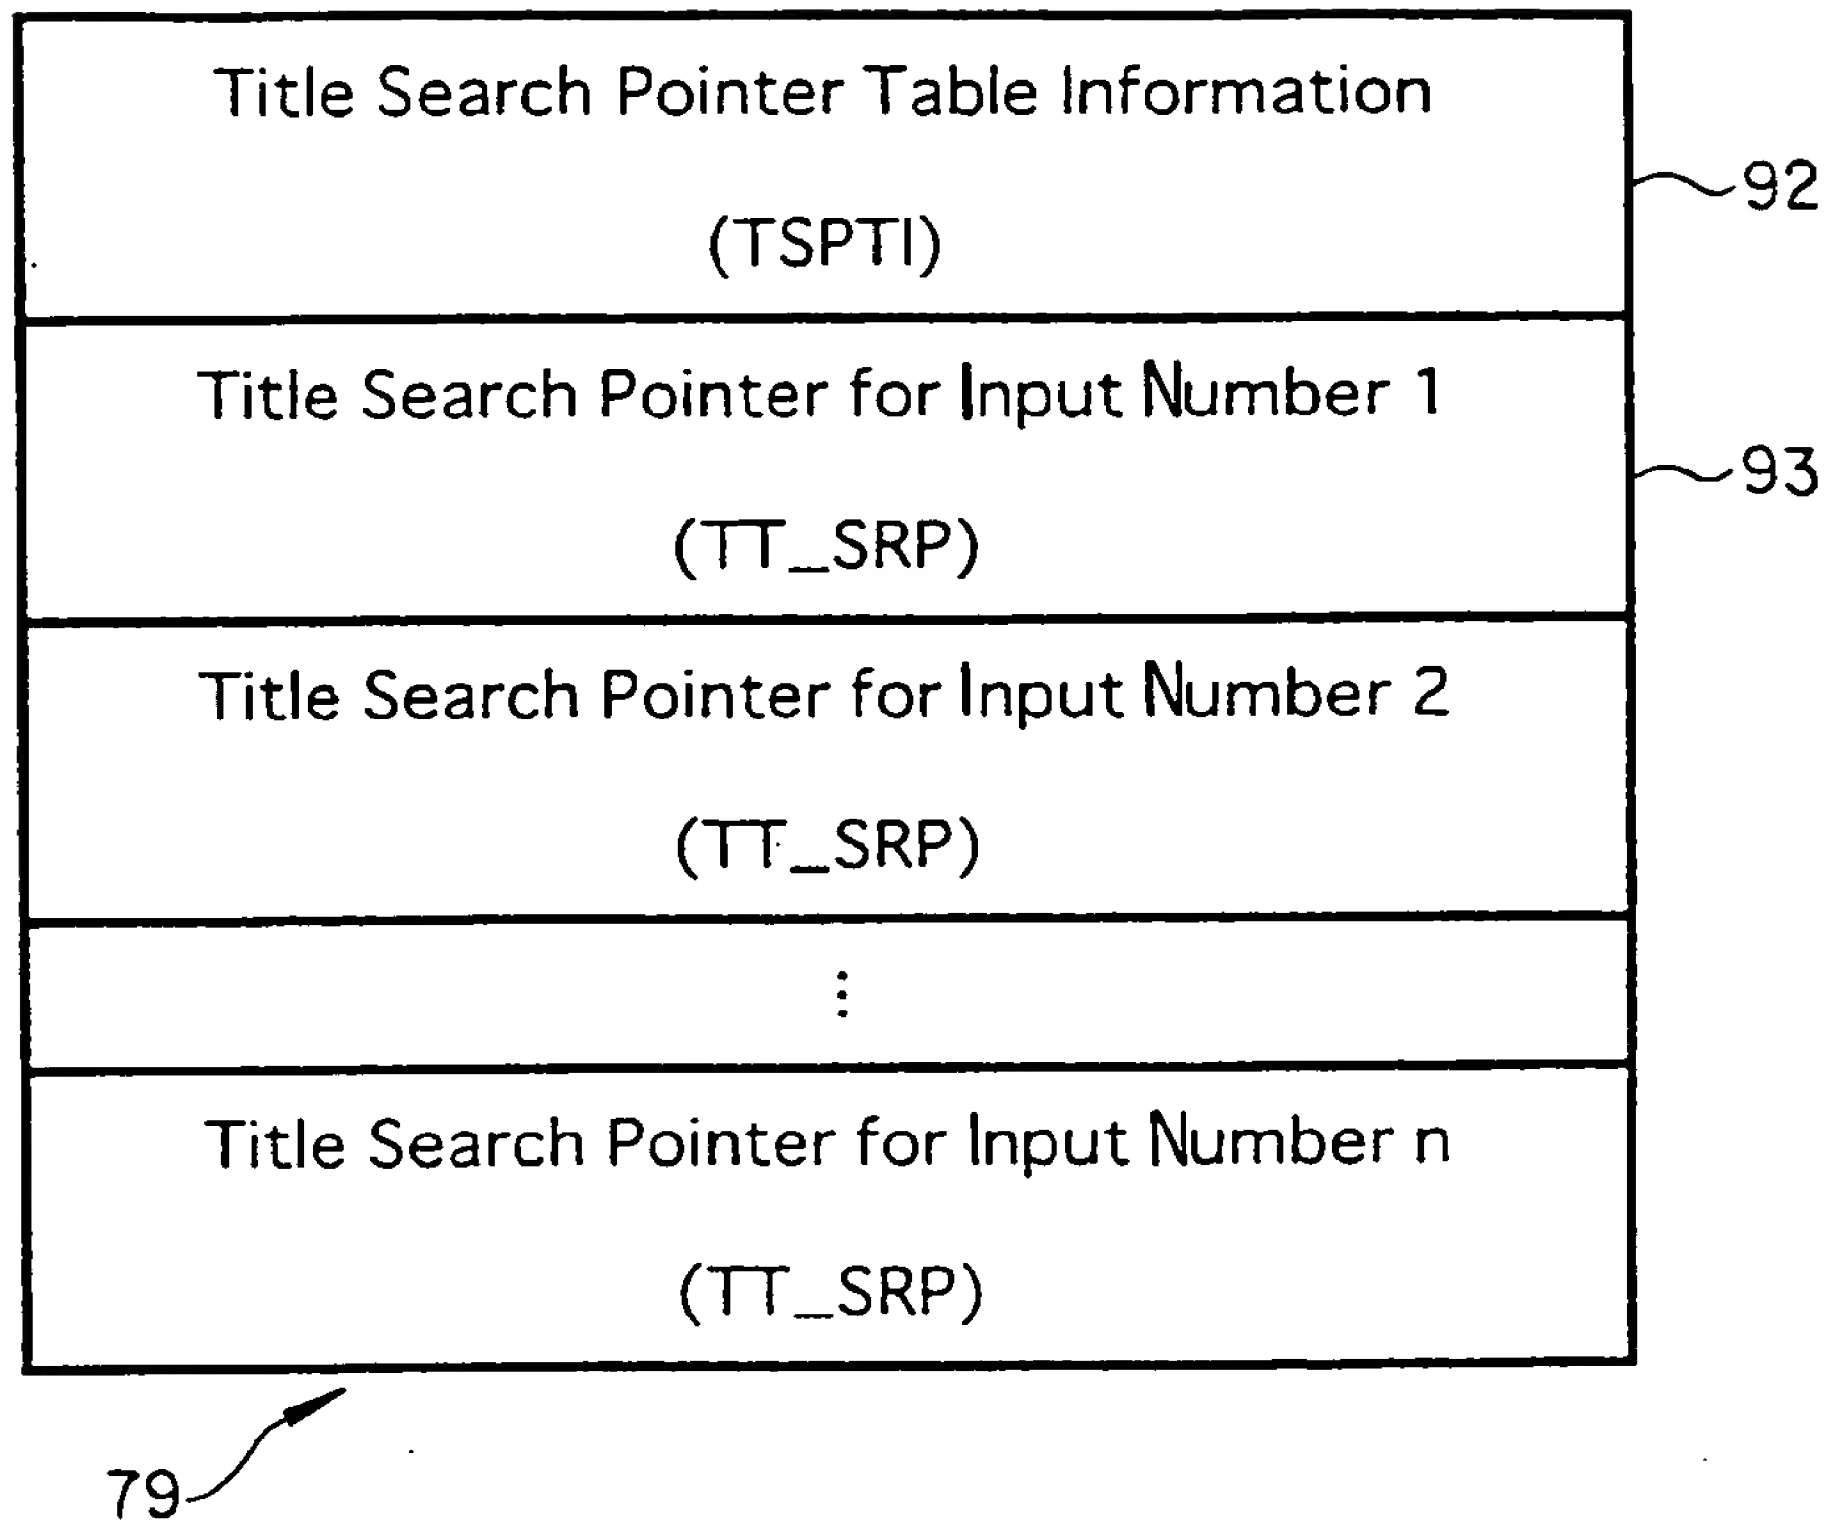 Title Search Pointer Table Information
(TSPTI)
92
Title Search Pointer for Input Number 1
(TT_SRP)
93
Title Search Pointer for Input Number 2
(TT_SRP)
⋮
Title Search Pointer for Input Number n
(TT_SRP)
79